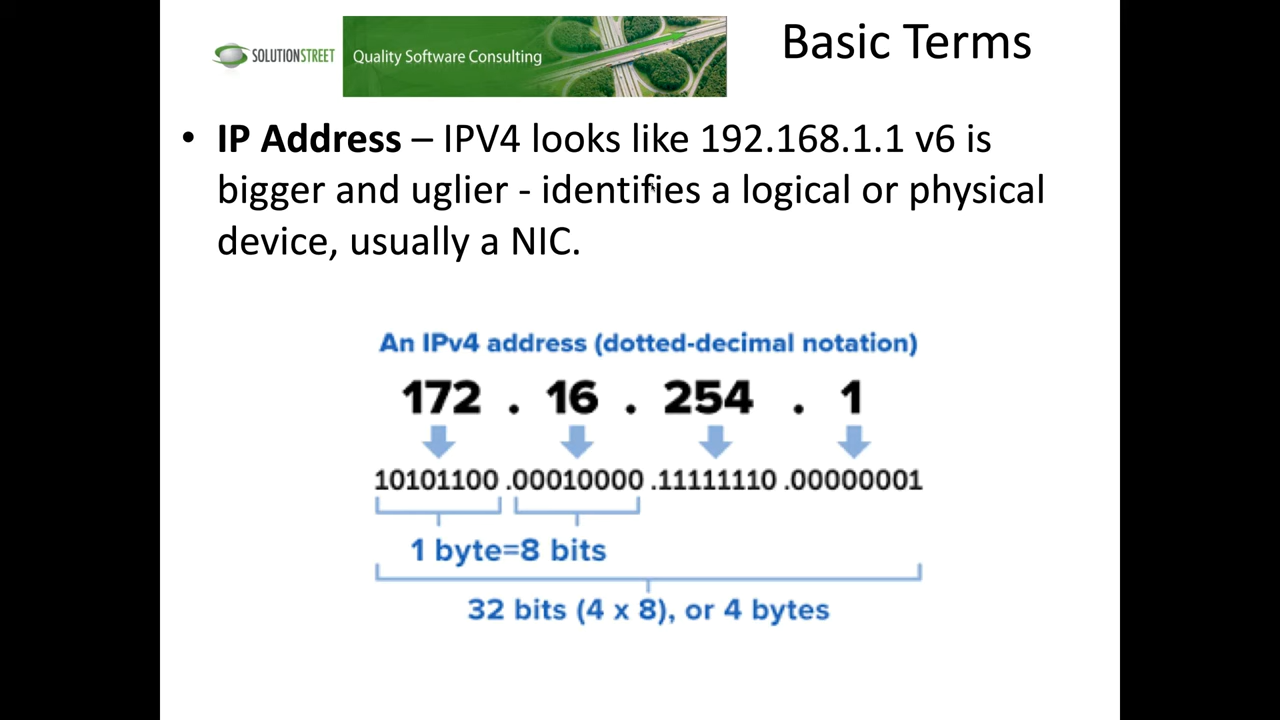 SOLUTIONSTREET
Quality Software Consulting
Basic Terms
• IP Address – IPV4 looks like 192.168.1.1 v6 is
bigger and uglier - identifies a logical or physical
device, usually a NIC.
An IPv4 address (dotted-decimal notation)
172 . 16 . 254 . 1
10101100 .00010000 .11111110 .00000001
1 byte=8 bits
32 bits (4 x 8), or 4 bytes